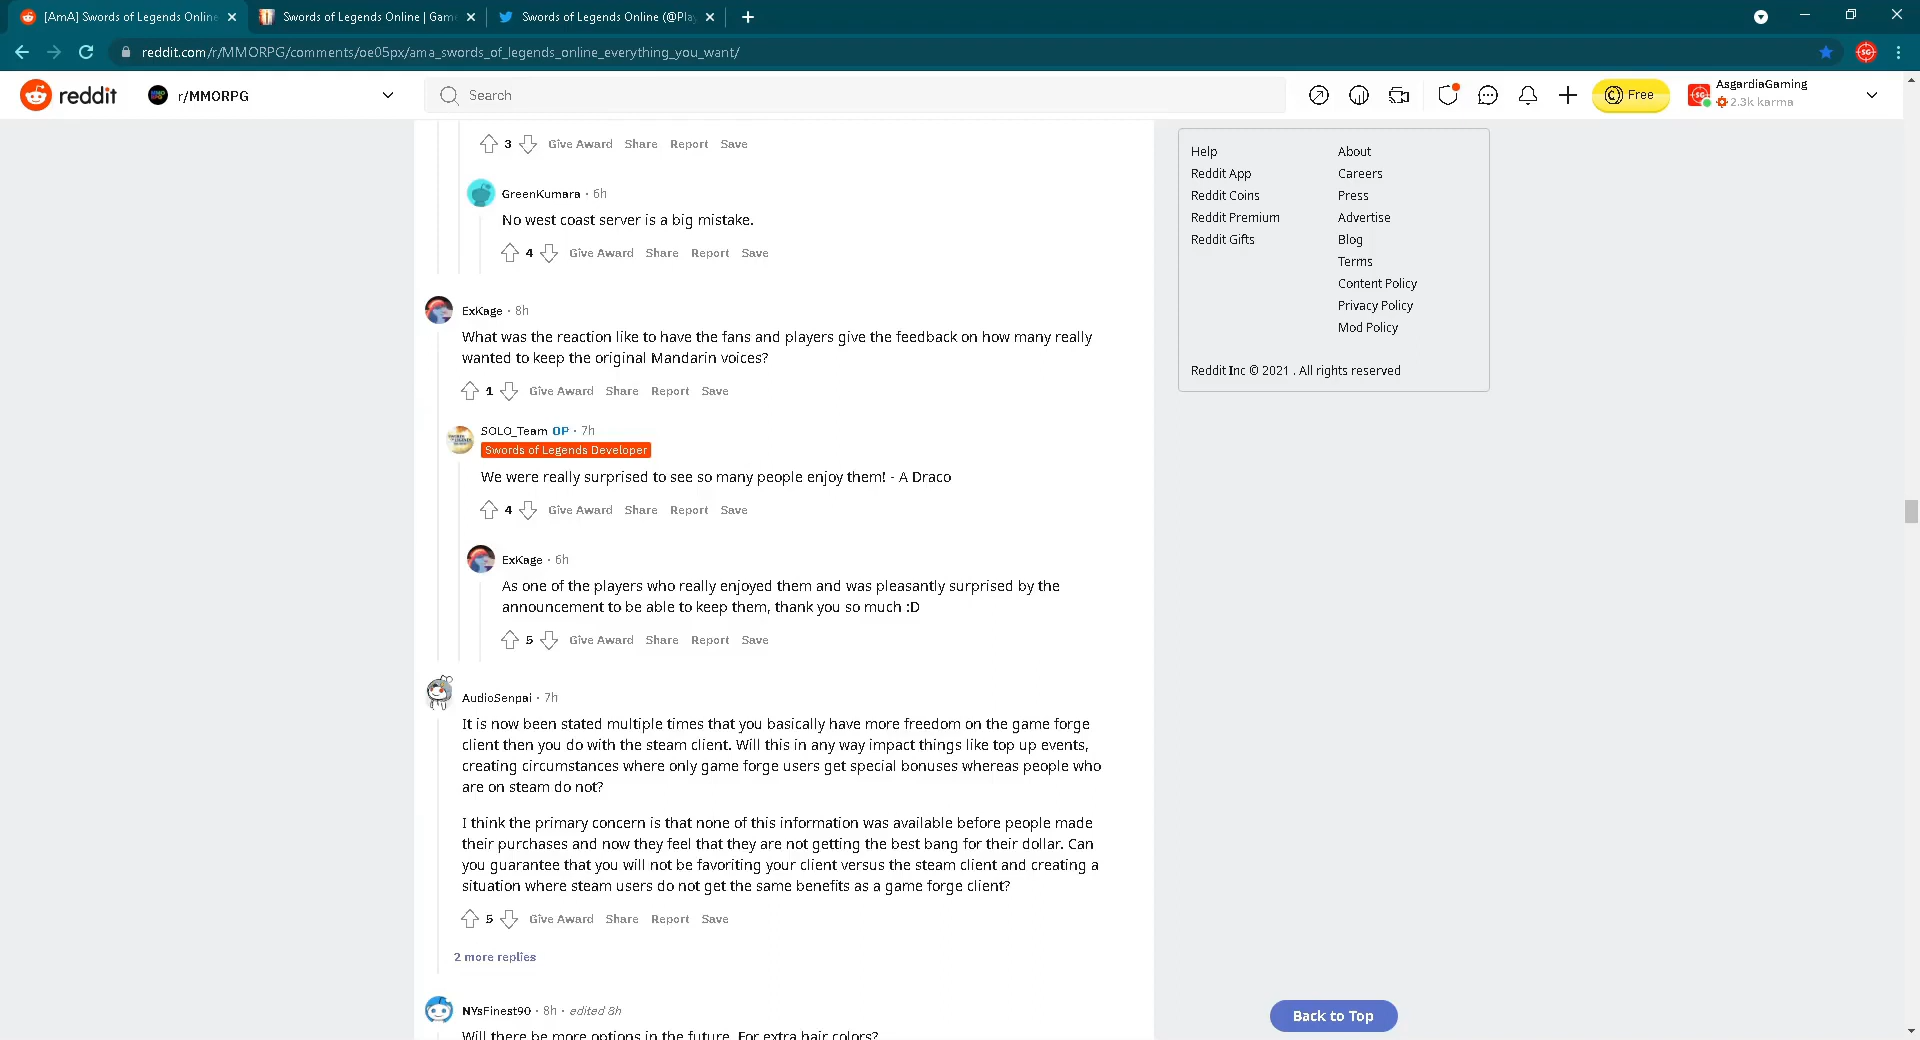 [AmA] Swords of Legends Online
Swords of Legends Online | Gam
Swords of Legends Online (@Pla
reddit.com/r/MMORPG/comments/oe05px/ama_swords_of_legends_online_everything_you_want/
reddit
r/MMORPG
Search
Free
AsgardiaGaming
2.3k karma
3 Give Award Share Report Save
GreenKumara · 6h
No west coast server is a big mistake.
4 Give Award Share Report Save
ExKage · 8h
What was the reaction like to have the fans and players give the feedback on how many really
wanted to keep the original Mandarin voices?
1 Give Award Share Report Save
SOLO_Team OP · 7h
Swords of Legends Developer
We were really surprised to see so many people enjoy them! - A Draco
4 Give Award Share Report Save
ExKage · 6h
As one of the players who really enjoyed them and was pleasantly surprised by the
announcement to be able to keep them, thank you so much :D
5 Give Award Share Report Save
AudioSenpai · 7h
It is now been stated multiple times that you basically have more freedom on the game forge
client then you do with the steam client. Will this in any way impact things like top up events,
creating circumstances where only game forge users get special bonuses whereas people who
are on steam do not?
I think the primary concern is that none of this information was available before people made
their purchases and now they feel that they are not getting the best bang for their dollar. Can
you guarantee that you will not be favoriting your client versus the steam client and creating a
situation where steam users do not get the same benefits as a game forge client?
5 Give Award Share Report Save
2 more replies
NYsFinest90 · 8h · edited 8h
Will there be more options in the future. For extra hair colors?
Help
Reddit App
Reddit Coins
Reddit Premium
Reddit Gifts
About
Careers
Press
Advertise
Blog
Terms
Content Policy
Privacy Policy
Mod Policy
Reddit Inc © 2021 . All rights reserved
Back to Top